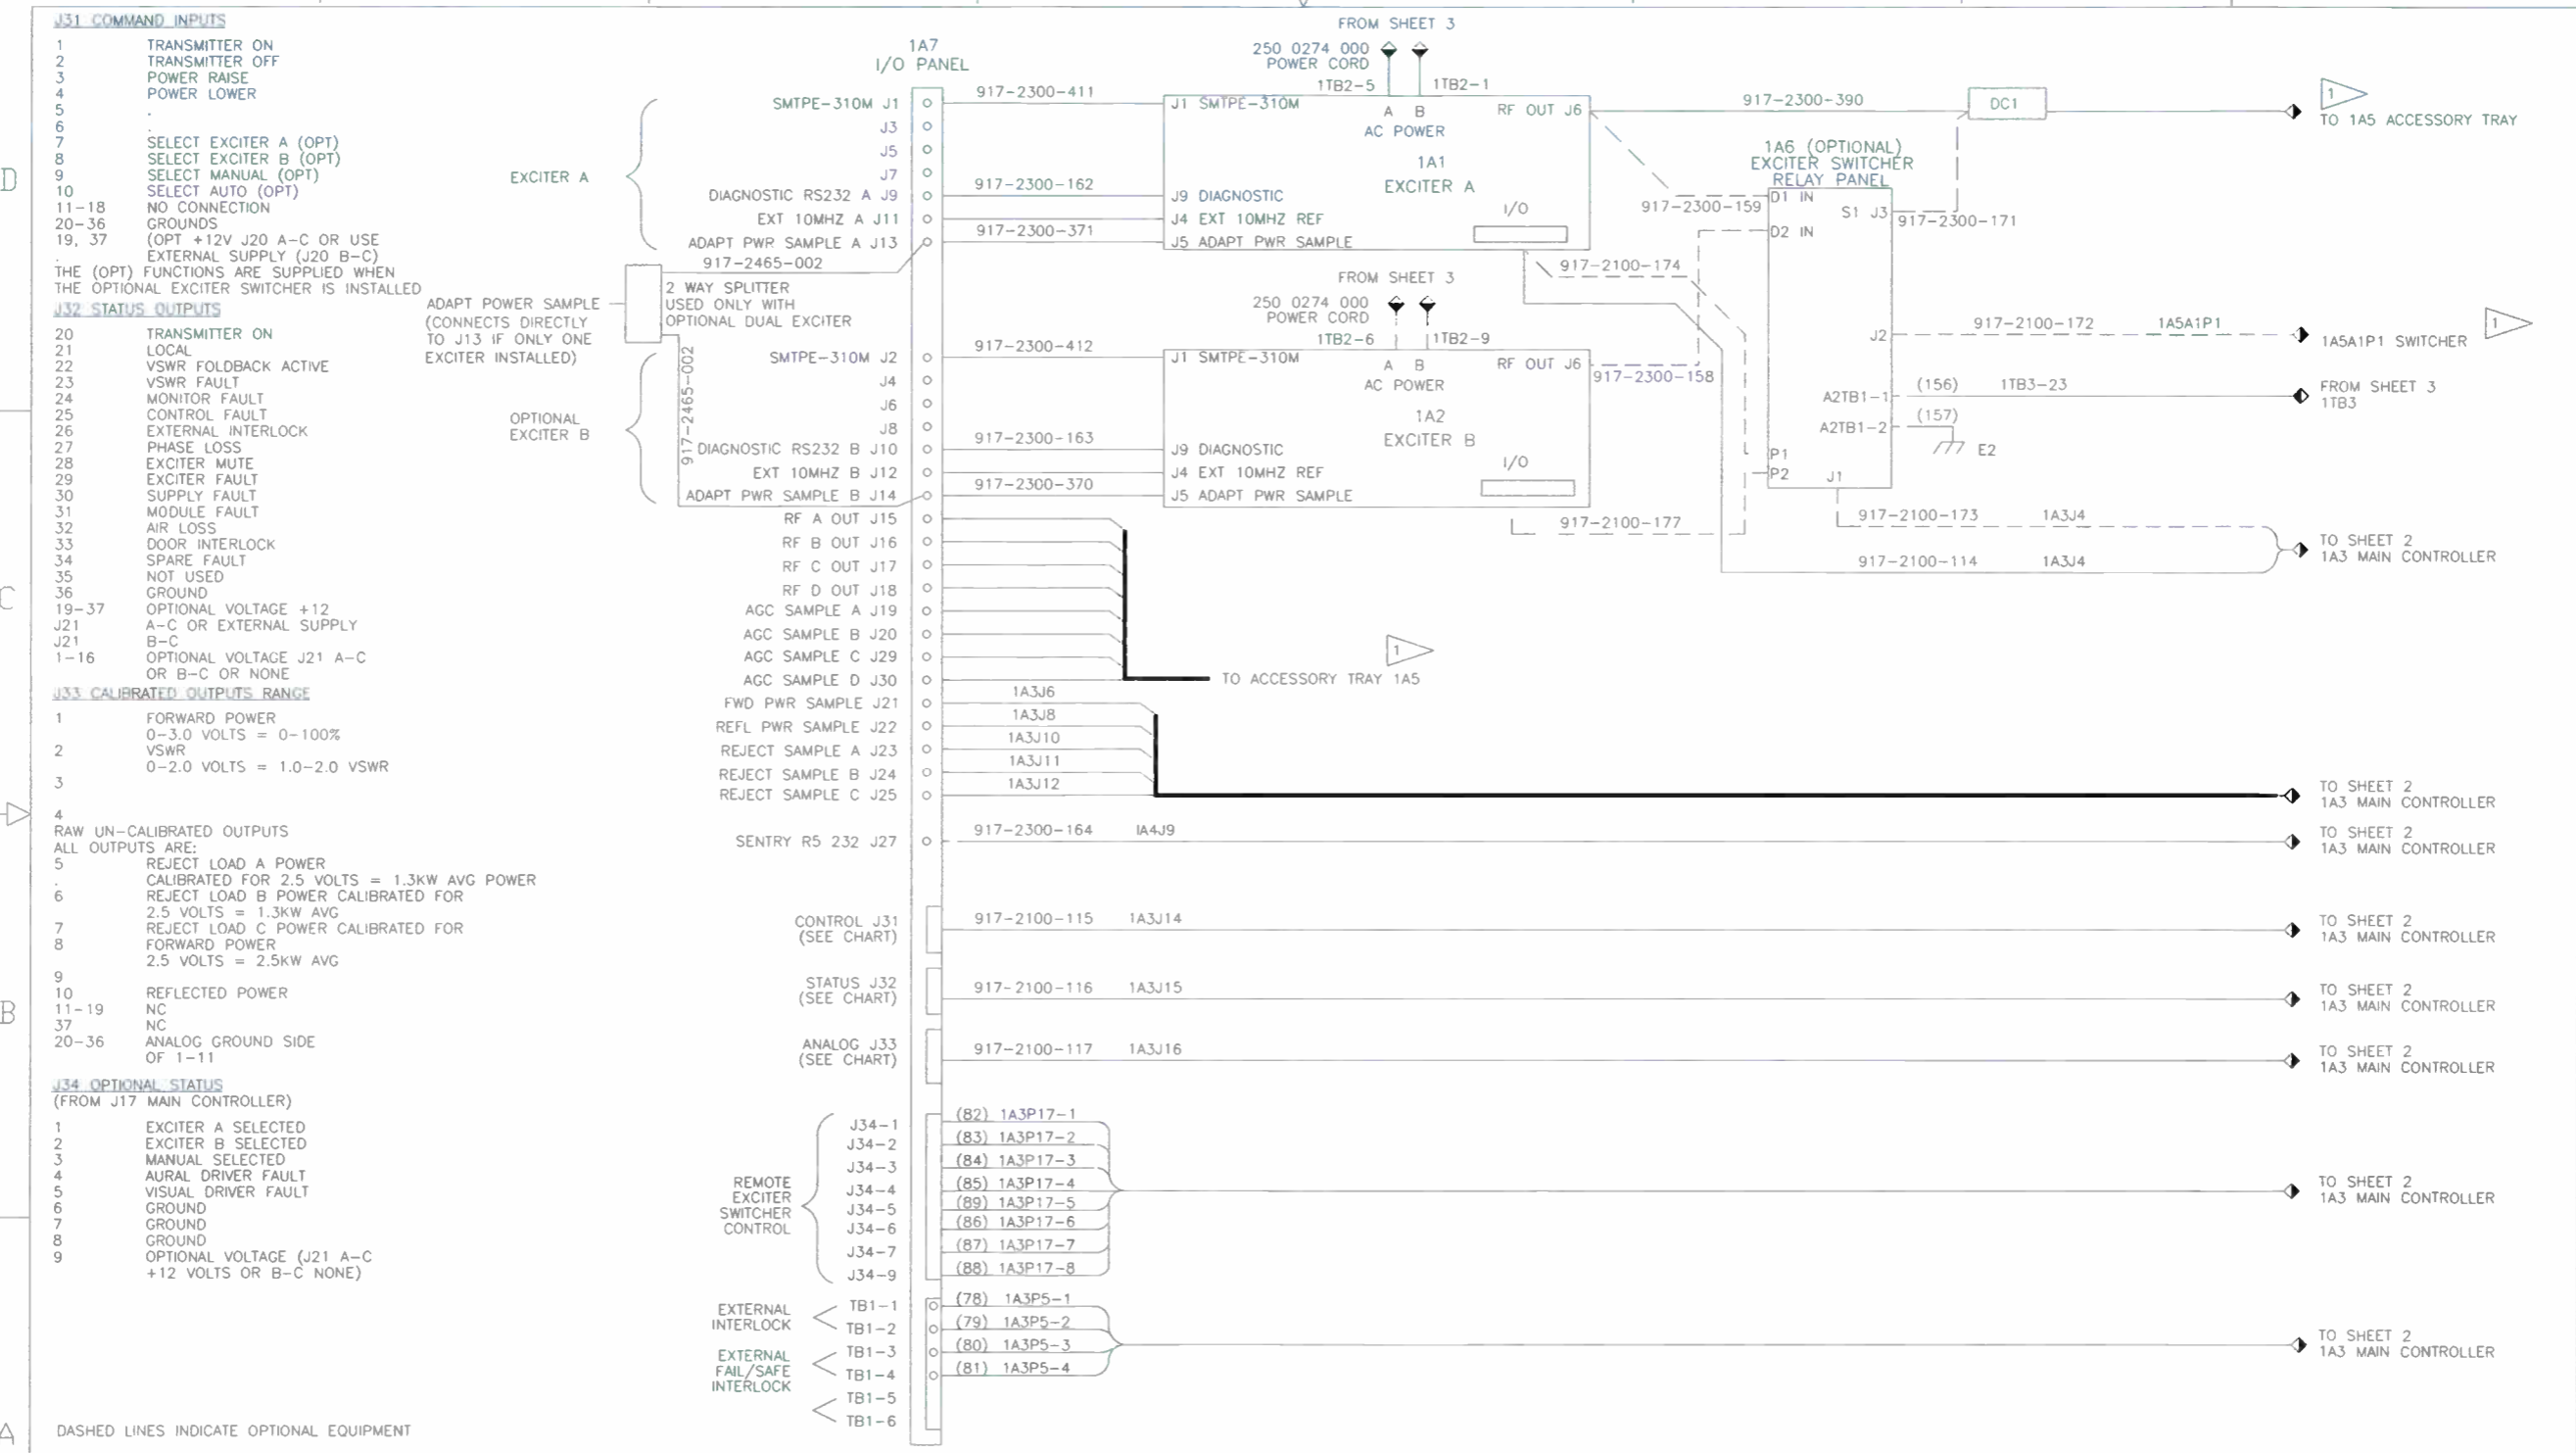 J31 COMMAND INPUTS
1 TRANSMITTER ON
2 TRANSMITTER OFF
3 POWER RAISE
4 POWER LOWER
5 .
6 .
7 SELECT EXCITER A (OPT)
8 SELECT EXCITER B (OPT)
9 SELECT MANUAL (OPT)
10 SELECT AUTO (OPT)
11-18 NO CONNECTION
20-36 GROUNDS
19, 37 (OPT +12V J20 A-C OR USE
. EXTERNAL SUPPLY (J20 B-C)
THE (OPT) FUNCTIONS ARE SUPPLIED WHEN
THE OPTIONAL EXCITER SWITCHER IS INSTALLED
J32 STATUS OUTPUTS
20 TRANSMITTER ON
21 LOCAL
22 VSWR FOLDBACK ACTIVE
23 VSWR FAULT
24 MONITOR FAULT
25 CONTROL FAULT
26 EXTERNAL INTERLOCK
27 PHASE LOSS
28 EXCITER MUTE
29 EXCITER FAULT
30 SUPPLY FAULT
31 MODULE FAULT
32 AIR LOSS
33 DOOR INTERLOCK
34 SPARE FAULT
35 NOT USED
36 GROUND
19-37 OPTIONAL VOLTAGE +12
J21 A-C OR EXTERNAL SUPPLY
J21 B-C
1-16 OPTIONAL VOLTAGE J21 A-C
OR B-C OR NONE
J33 CALIBRATED OUTPUTS RANGE
1 FORWARD POWER
0-3.0 VOLTS = 0-100%
2 VSWR
0-2.0 VOLTS = 1.0-2.0 VSWR
3
4
RAW UN-CALIBRATED OUTPUTS
ALL OUTPUTS ARE:
5 REJECT LOAD A POWER
. CALIBRATED FOR 2.5 VOLTS = 1.3KW AVG POWER
6 REJECT LOAD B POWER CALIBRATED FOR
2.5 VOLTS = 1.3KW AVG
7 REJECT LOAD C POWER CALIBRATED FOR
8 FORWARD POWER
2.5 VOLTS = 2.5KW AVG
9
10 REFLECTED POWER
11-19 NC
37 NC
20-36 ANALOG GROUND SIDE
OF 1-11
J34 OPTIONAL STATUS
(FROM J17 MAIN CONTROLLER)
1 EXCITER A SELECTED
2 EXCITER B SELECTED
3 MANUAL SELECTED
4 AURAL DRIVER FAULT
5 VISUAL DRIVER FAULT
6 GROUND
7 GROUND
8 GROUND
9 OPTIONAL VOLTAGE (J21 A-C
+12 VOLTS OR B-C NONE)
DASHED LINES INDICATE OPTIONAL EQUIPMENT
D
C
B
A
1A7
I/O PANEL
EXCITER A
SMTPE-310M J1
J3
J5
J7
DIAGNOSTIC RS232 A J9
EXT 10MHZ A J11
ADAPT PWR SAMPLE A J13
917-2465-002
ADAPT POWER SAMPLE
(CONNECTS DIRECTLY
TO J13 IF ONLY ONE
EXCITER INSTALLED)
2 WAY SPLITTER
USED ONLY WITH
OPTIONAL DUAL EXCITER
917-2465-002
OPTIONAL
EXCITER B
SMTPE-310M J2
J4
J6
J8
DIAGNOSTIC RS232 B J10
EXT 10MHZ B J12
ADAPT PWR SAMPLE B J14
RF A OUT J15
RF B OUT J16
RF C OUT J17
RF D OUT J18
AGC SAMPLE A J19
AGC SAMPLE B J20
AGC SAMPLE C J29
AGC SAMPLE D J30
FWD PWR SAMPLE J21
REFL PWR SAMPLE J22
REJECT SAMPLE A J23
REJECT SAMPLE B J24
REJECT SAMPLE C J25
SENTRY R5 232 J27
CONTROL J31
(SEE CHART)
STATUS J32
(SEE CHART)
ANALOG J33
(SEE CHART)
REMOTE
EXCITER
SWITCHER
CONTROL
J34-1
J34-2
J34-3
J34-4
J34-5
J34-6
J34-7
J34-9
EXTERNAL
INTERLOCK
TB1-1
TB1-2
EXTERNAL
FAIL/SAFE
INTERLOCK
TB1-3
TB1-4
TB1-5
TB1-6
917-2300-411
917-2300-162
917-2300-371
917-2300-412
917-2300-163
917-2300-370
TO ACCESSORY TRAY 1A5
1
1A3J6
1A3J8
1A3J10
1A3J11
1A3J12
917-2300-164 IA4J9
917-2100-115 1A3J14
917-2100-116 1A3J15
917-2100-117 1A3J16
(82) 1A3P17-1
(83) 1A3P17-2
(84) 1A3P17-3
(85) 1A3P17-4
(89) 1A3P17-5
(86) 1A3P17-6
(87) 1A3P17-7
(88) 1A3P17-8
(78) 1A3P5-1
(79) 1A3P5-2
(80) 1A3P5-3
(81) 1A3P5-4
FROM SHEET 3
250 0274 000
POWER CORD
1TB2-5 1TB2-1
J1 SMTPE-310M
A B
RF OUT J6
AC POWER
1A1
EXCITER A
J9 DIAGNOSTIC
J4 EXT 10MHZ REF
J5 ADAPT PWR SAMPLE
I/O
FROM SHEET 3
250 0274 000
POWER CORD
1TB2-6 1TB2-9
J1 SMTPE-310M
A B
RF OUT J6
AC POWER
1A2
EXCITER B
J9 DIAGNOSTIC
J4 EXT 10MHZ REF
J5 ADAPT PWR SAMPLE
I/O
917-2300-390
DC1
1
TO 1A5 ACCESSORY TRAY
1A6 (OPTIONAL)
EXCITER SWITCHER
RELAY PANEL
917-2300-159
D1 IN
D2 IN
S1 J3
917-2300-171
917-2100-174
917-2300-158
917-2100-177
J2
917-2100-172 1A5A1P1
1A5A1P1 SWITCHER
1
A2TB1-1
(156) 1TB3-23
FROM SHEET 3
1TB3
A2TB1-2
(157)
E2
P1
P2
J1
917-2100-173 1A3J4
917-2100-114 1A3J4
TO SHEET 2
1A3 MAIN CONTROLLER
TO SHEET 2
1A3 MAIN CONTROLLER
TO SHEET 2
1A3 MAIN CONTROLLER
TO SHEET 2
1A3 MAIN CONTROLLER
TO SHEET 2
1A3 MAIN CONTROLLER
TO SHEET 2
1A3 MAIN CONTROLLER
TO SHEET 2
1A3 MAIN CONTROLLER
TO SHEET 2
1A3 MAIN CONTROLLER